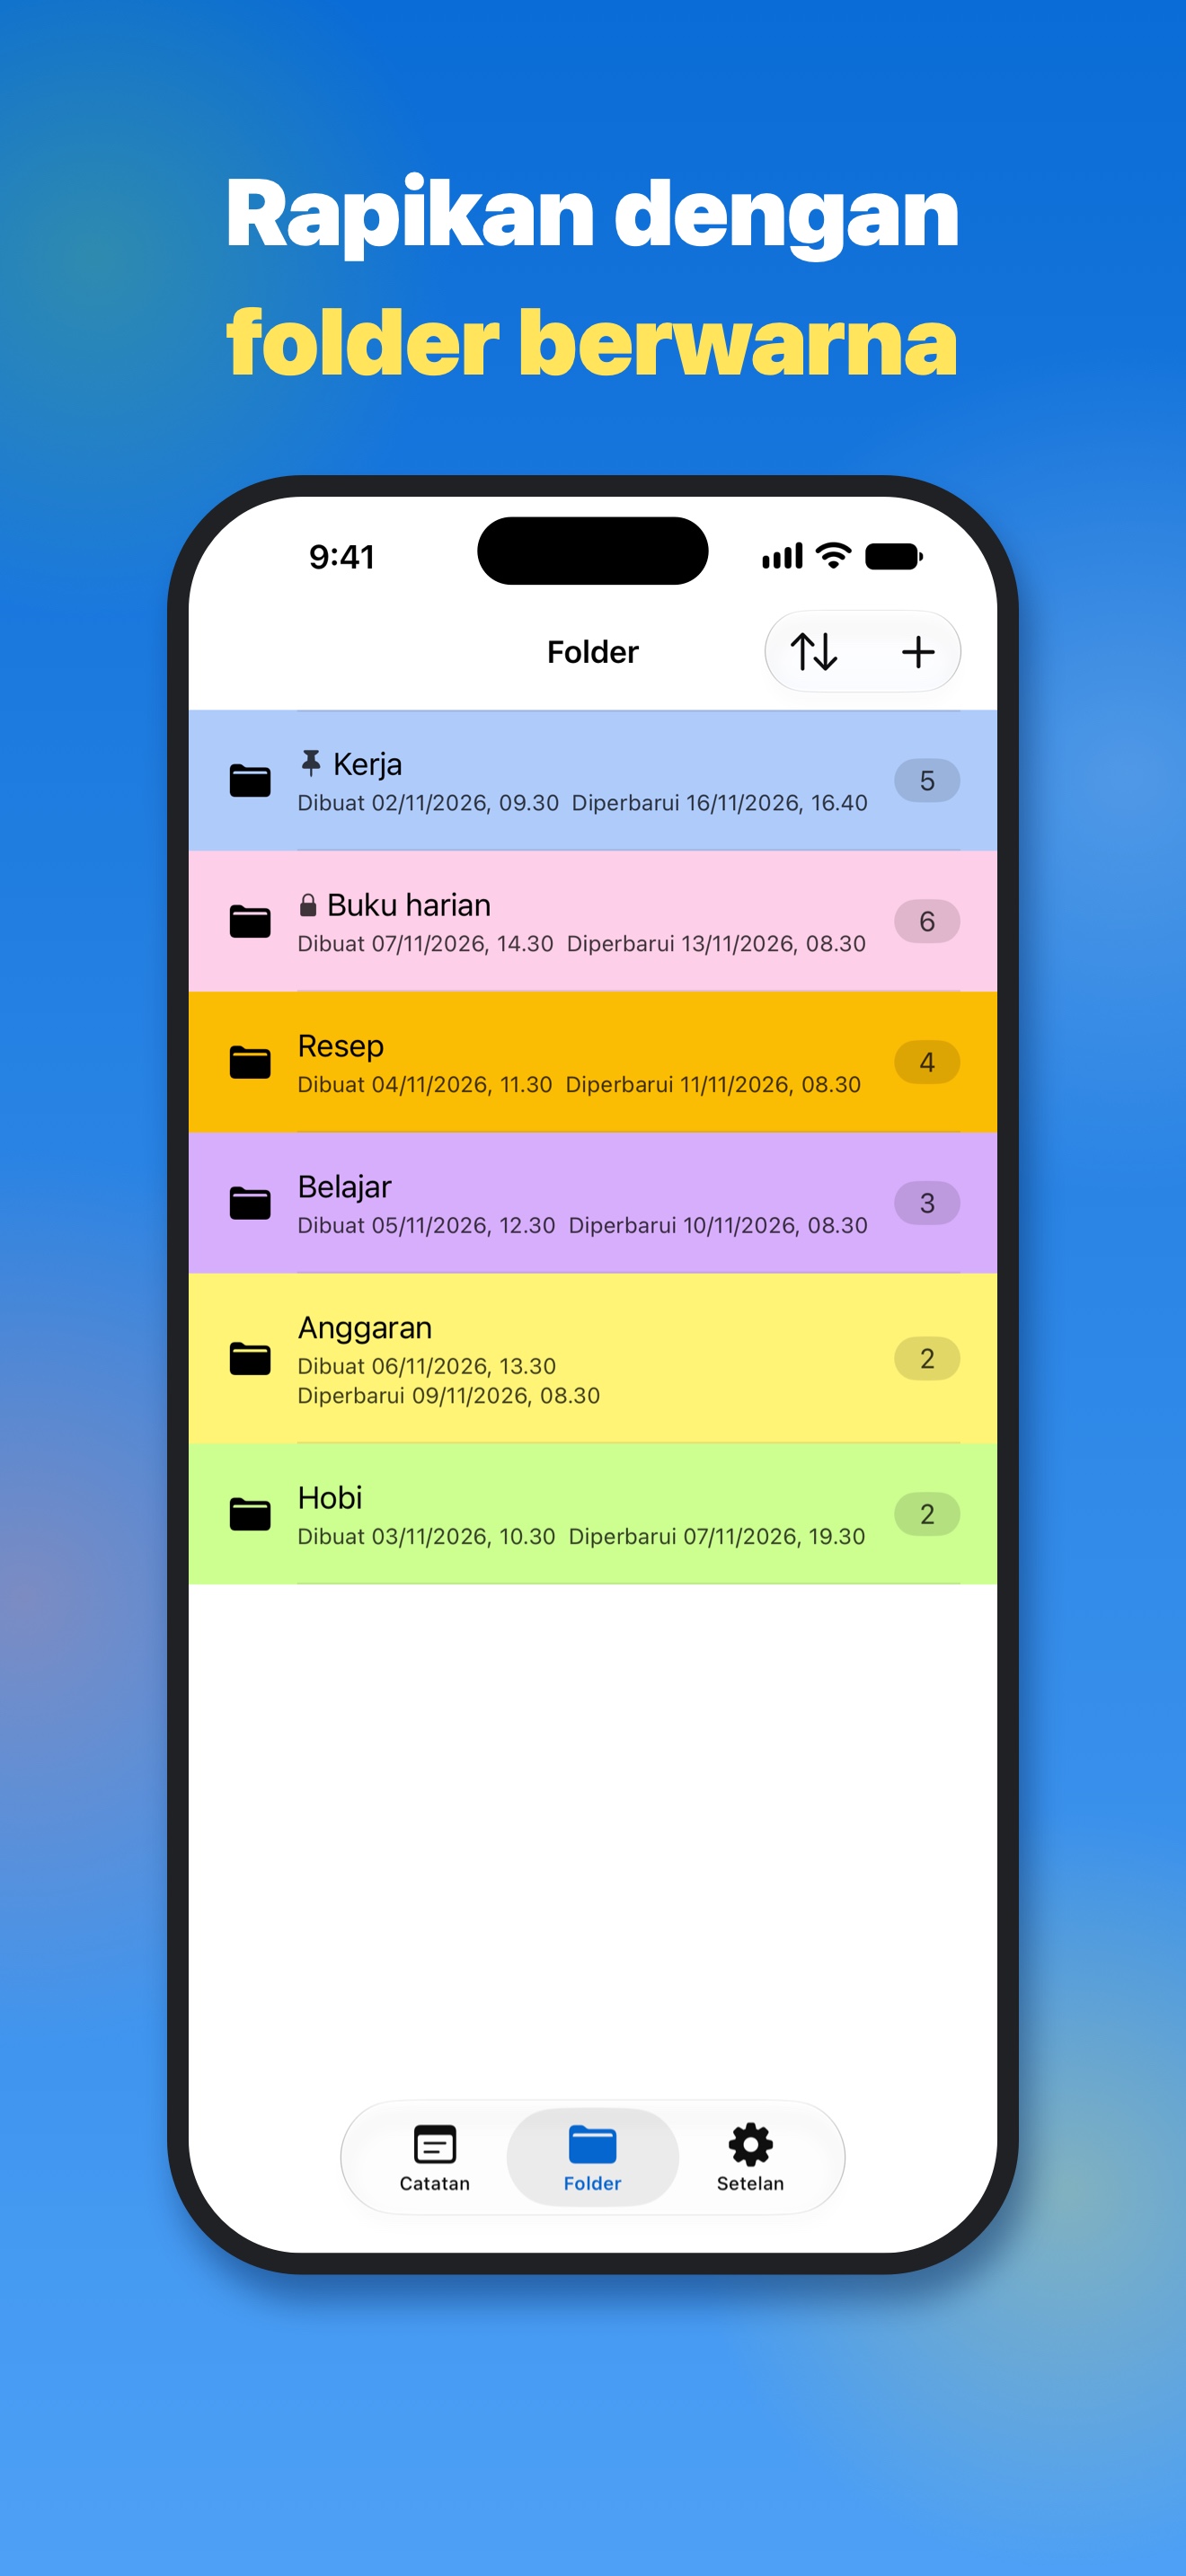 Rapikan dengan
folder berwarna
9:41
Folder
Kerja
5
Dibuat 02/11/2026, 09.30 Diperbarui 16/11/2026, 16.40
Buku harian
6
Dibuat 07/11/2026, 14.30 Diperbarui 13/11/2026, 08.30
Resep
4
Dibuat 04/11/2026, 11.30 Diperbarui 11/11/2026, 08.30
Belajar
3
Dibuat 05/11/2026, 12.30 Diperbarui 10/11/2026, 08.30
Anggaran
2
Dibuat 06/11/2026, 13.30
Diperbarui 09/11/2026, 08.30
Hobi
2
Dibuat 03/11/2026, 10.30 Diperbarui 07/11/2026, 19.30
Catatan
Folder
Setelan